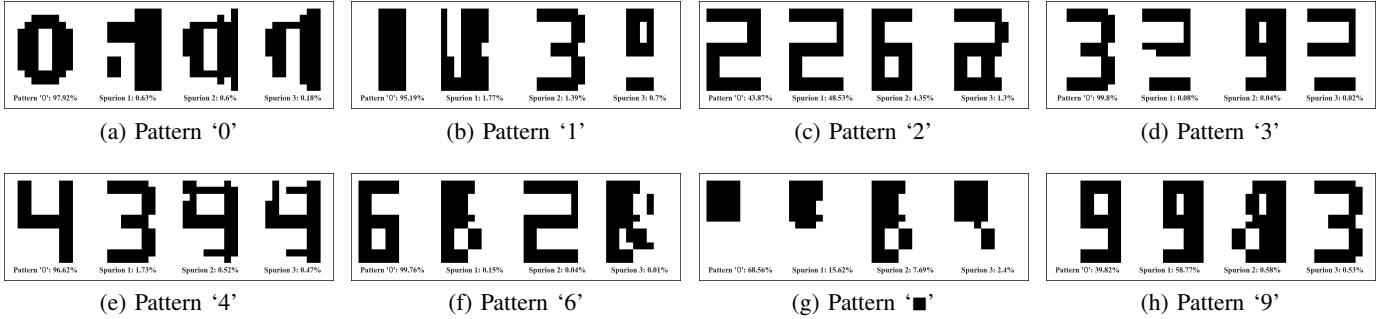 Pattern '0': 97.92% Spurion 1: 0.63% Spurion 2: 0.6% Spurion 3: 0.18%
Pattern '0': 95.19% Spurion 1: 1.77% Spurion 2: 1.39% Spurion 3: 0.7%
Pattern '0': 43.87% Spurion 1: 48.53% Spurion 2: 4.35% Spurion 3: 1.3%
Pattern '0': 99.8% Spurion 1: 0.08% Spurion 2: 0.04% Spurion 3: 0.02%
(a) Pattern ‘0’
(b) Pattern ‘1’
(c) Pattern ‘2’
(d) Pattern ‘3’
Pattern '0': 96.62% Spurion 1: 1.73% Spurion 2: 0.52% Spurion 3: 0.47%
Pattern '0': 99.76% Spurion 1: 0.15% Spurion 2: 0.04% Spurion 3: 0.01%
Pattern '0': 68.56% Spurion 1: 15.62% Spurion 2: 7.69% Spurion 3: 2.4%
Pattern '0': 39.82% Spurion 1: 58.77% Spurion 2: 0.58% Spurion 3: 0.53%
(e) Pattern ‘4’
(f) Pattern ‘6’
(g) Pattern ‘■’
(h) Pattern ‘9’